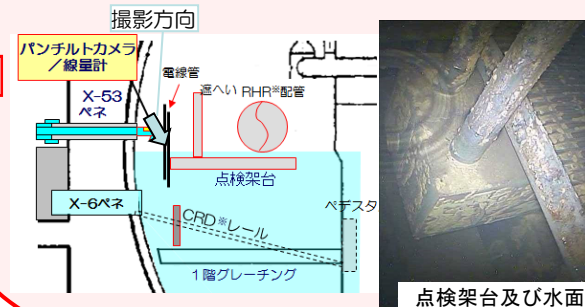 撮影方向
パンチルトカメラ
／線量計
電線管
X-53
ペネ
遮へい
RHR※配管
点検架台
X-6ペネ
CRD※レール
ペデスタ
1階グレーチング
点検架台及び水面